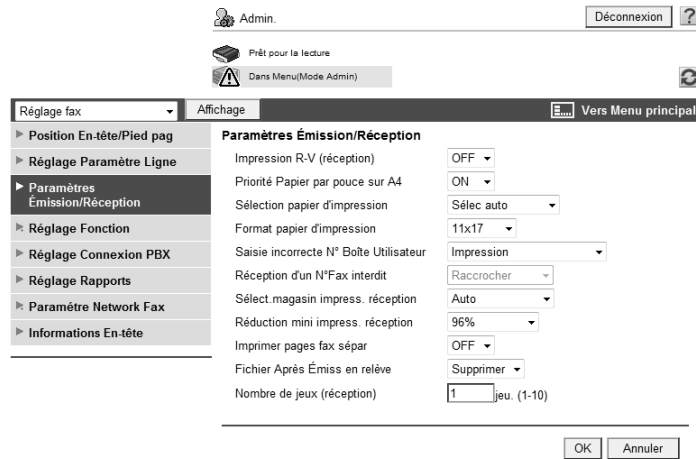 Admin.
Déconnexion
?
Prêt pour la lecture
Dans Menu(Mode Admin)
Réglage fax
Affichage
Vers Menu principal
Position En-tête/Pied pag
Réglage Paramètre Ligne
Paramètres
Émission/Réception
Réglage Fonction
Réglage Connexion PBX
Réglage Rapports
Paramétre Network Fax
Informations En-tête
Paramètres Émission/Réception
Impression R-V (réception) OFF
Priorité Papier par pouce sur A4 ON
Sélection papier d'impression Sélec auto
Format papier d'impression 11x17
Saisie incorrecte N° Boîte Utilisateur Impression
Réception d'un N°Fax interdit Raccrocher
Sélect.magasin impress. réception Auto
Réduction mini impress. réception 96%
Imprimer pages fax sépar OFF
Fichier Après Émiss en relève Supprimer
Nombre de jeux (réception) 1 jeu. (1-10)
OK Annuler